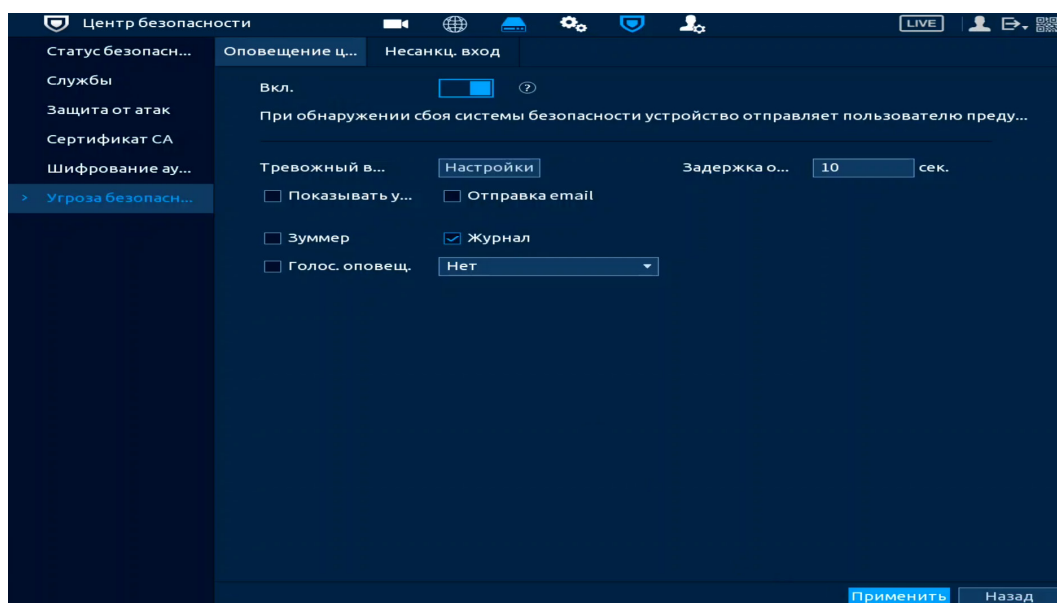 Центр безопасности LIVE
Статус безопасн...
Службы
Защита от атак
Сертификат CA
Шифрование ау...
> Угроза безопасн...
Оповещение ц... Несанкц. вход
Вкл. ?
При обнаружении сбоя системы безопасности устройство отправляет пользователю преду...
Тревожный в... Настройки Задержка о... 10 сек.
Показывать у... Отправка email
Зуммер Журнал
Голос. оповещ. Нет
Применить Назад